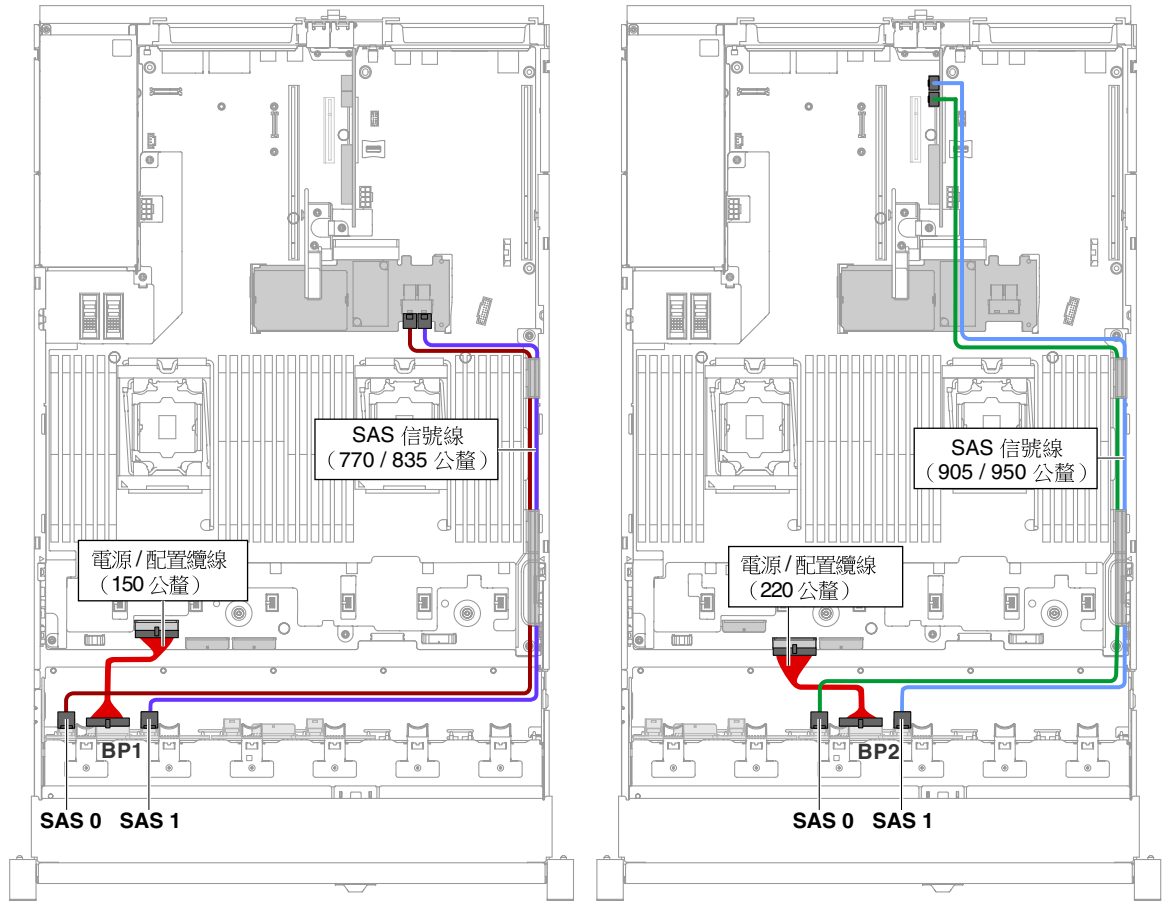 SAS 信號線
（770 / 835 公釐）
電源 / 配置纜線
（150 公釐）
BP1
SAS 0 SAS 1
SAS 信號線
（905 / 950 公釐）
電源 / 配置纜線
（220 公釐）
BP2
SAS 0 SAS 1